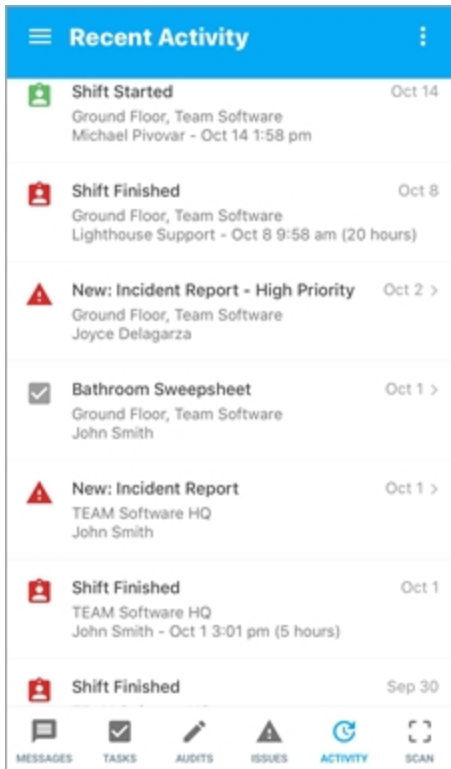 Recent Activity
Shift Started
Oct 14
Ground Floor, Team Software
Michael Pivovar - Oct 14 1:58 pm
Shift Finished
Oct 8
Ground Floor, Team Software
Lighthouse Support - Oct 8 9:58 am (20 hours)
New: Incident Report - High Priority
Oct 2 >
Ground Floor, Team Software
Joyce Delagarza
Bathroom Sweepsheet
Oct 1 >
Ground Floor, Team Software
John Smith
New: Incident Report
Oct 1 >
TEAM Software HQ
John Smith
Shift Finished
Oct 1
TEAM Software HQ
John Smith - Oct 1 3:01 pm (5 hours)
Shift Finished
Sep 30
MESSAGES
TASKS
AUDITS
ISSUES
ACTIVITY
SCAN